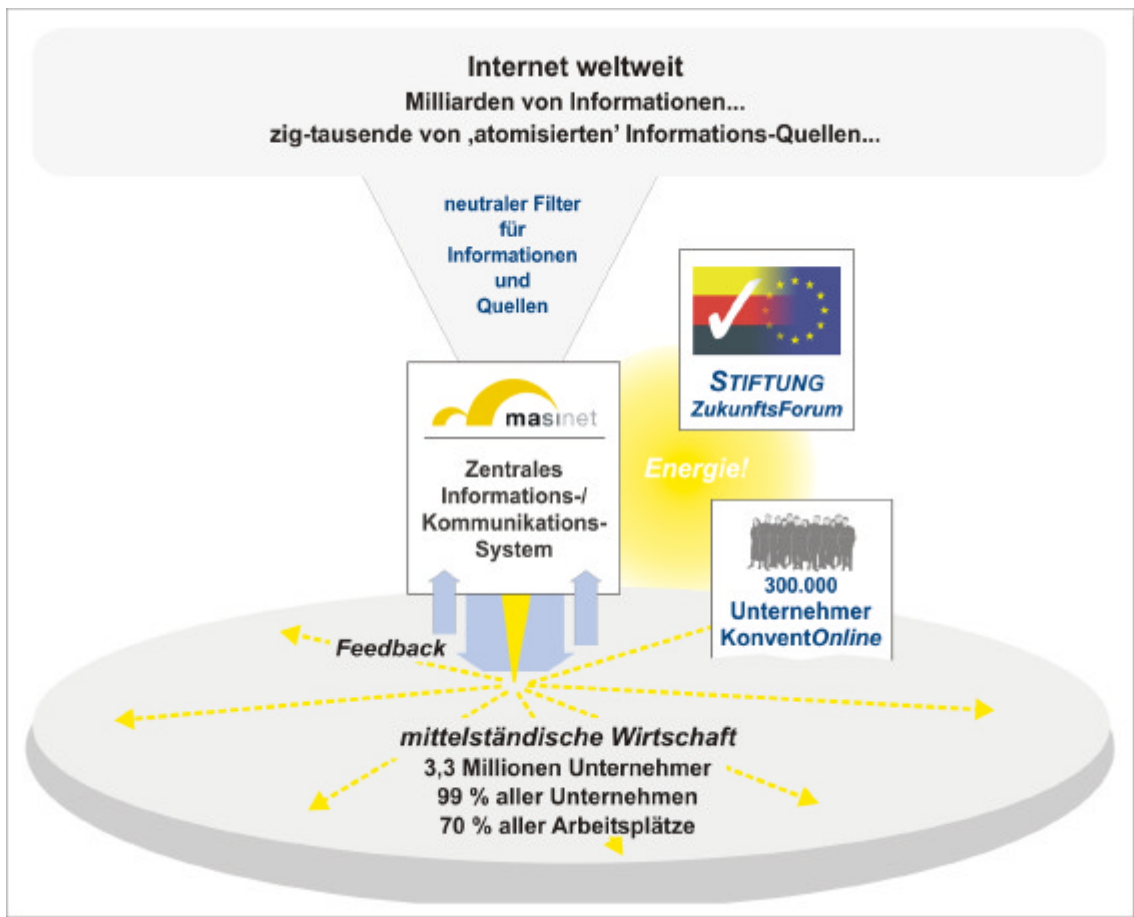 Internet weltweit
Milliarden von Informationen...
zig-tausende von ‚atomisierten’ Informations-Quellen...
neutraler Filter
für
Informationen
und
Quellen
STIFTUNG
ZukunftsForum
masinet
Zentrales
Informations-/
Kommunikations-
System
Energie!
300.000
Unternehmer
KonventOnline
Feedback
mittelständische Wirtschaft
3,3 Millionen Unternehmer
99 % aller Unternehmen
70 % aller Arbeitsplätze